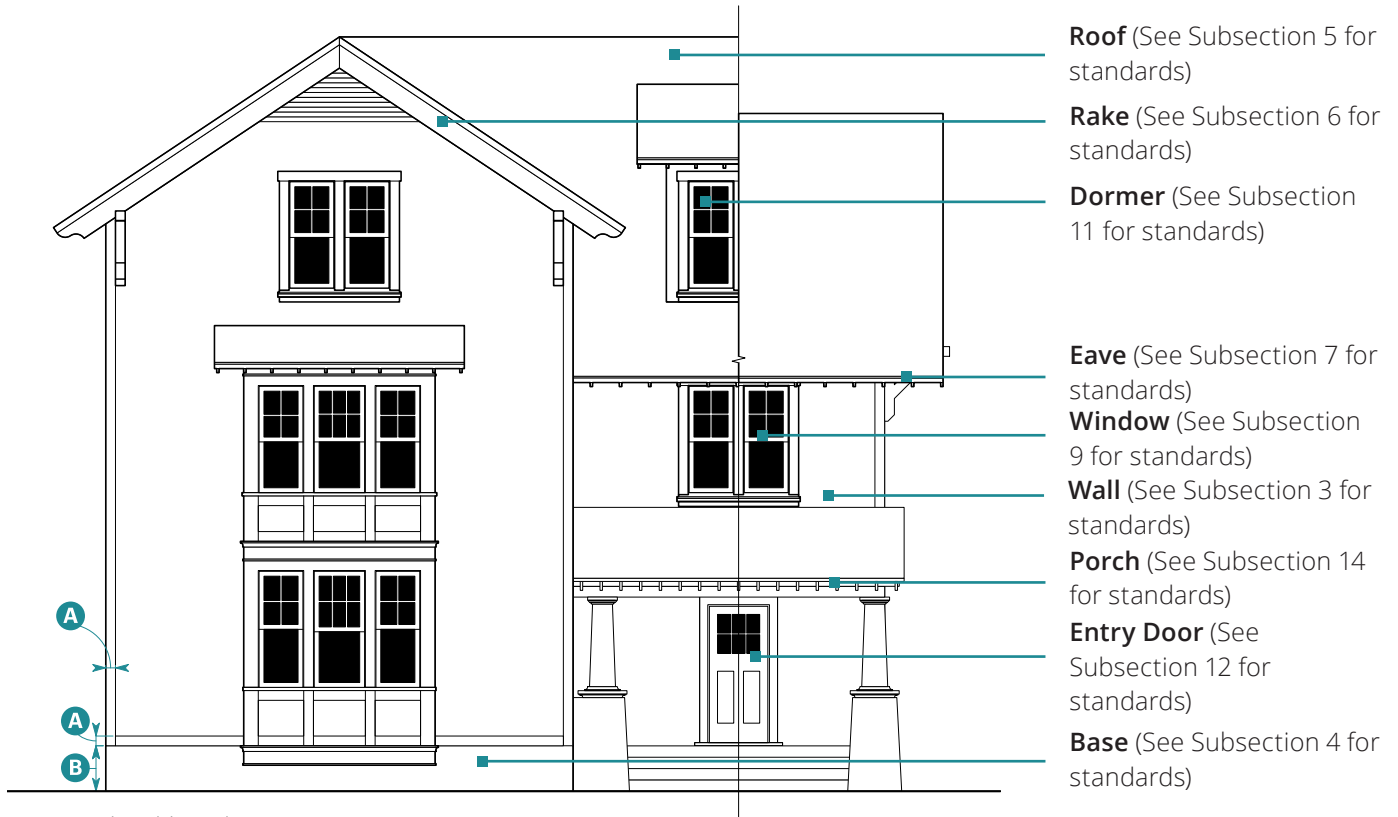 Roof (See Subsection 5 for
standards)
Rake (See Subsection 6 for
standards)
Dormer (See Subsection
11 for standards)
Eave (See Subsection 7 for
standards)
Window (See Subsection
9 for standards)
Wall (See Subsection 3 for
standards)
Porch (See Subsection 14
for standards)
Entry Door (See
Subsection 12 for
standards)
Base (See Subsection 4 for
standards)
A
A
B